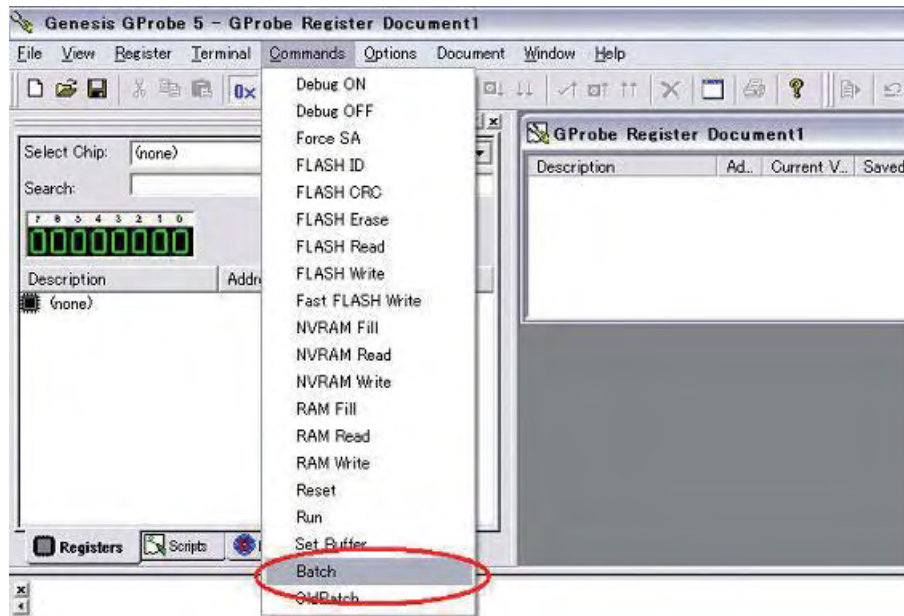 Genesis GProbe 5 - GProbe Register Document1
File View Register Terminal Commands Options Document Window Help
0x
Select Chip: (none)
Search:
7 6 5 4 3 2 1 0
00000000
Description Addr
(none)
Registers Scripts
Debug ON
Debug OFF
Force SA
FLASH ID
FLASH CRC
FLASH Erase
FLASH Read
FLASH Write
Fast FLASH Write
NVRAM Fill
NVRAM Read
NVRAM Write
RAM Fill
RAM Read
RAM Write
Reset
Run
Set Buffer
Batch
OldBatch
GProbe Register Document1
Description Ad... Current V... Saved